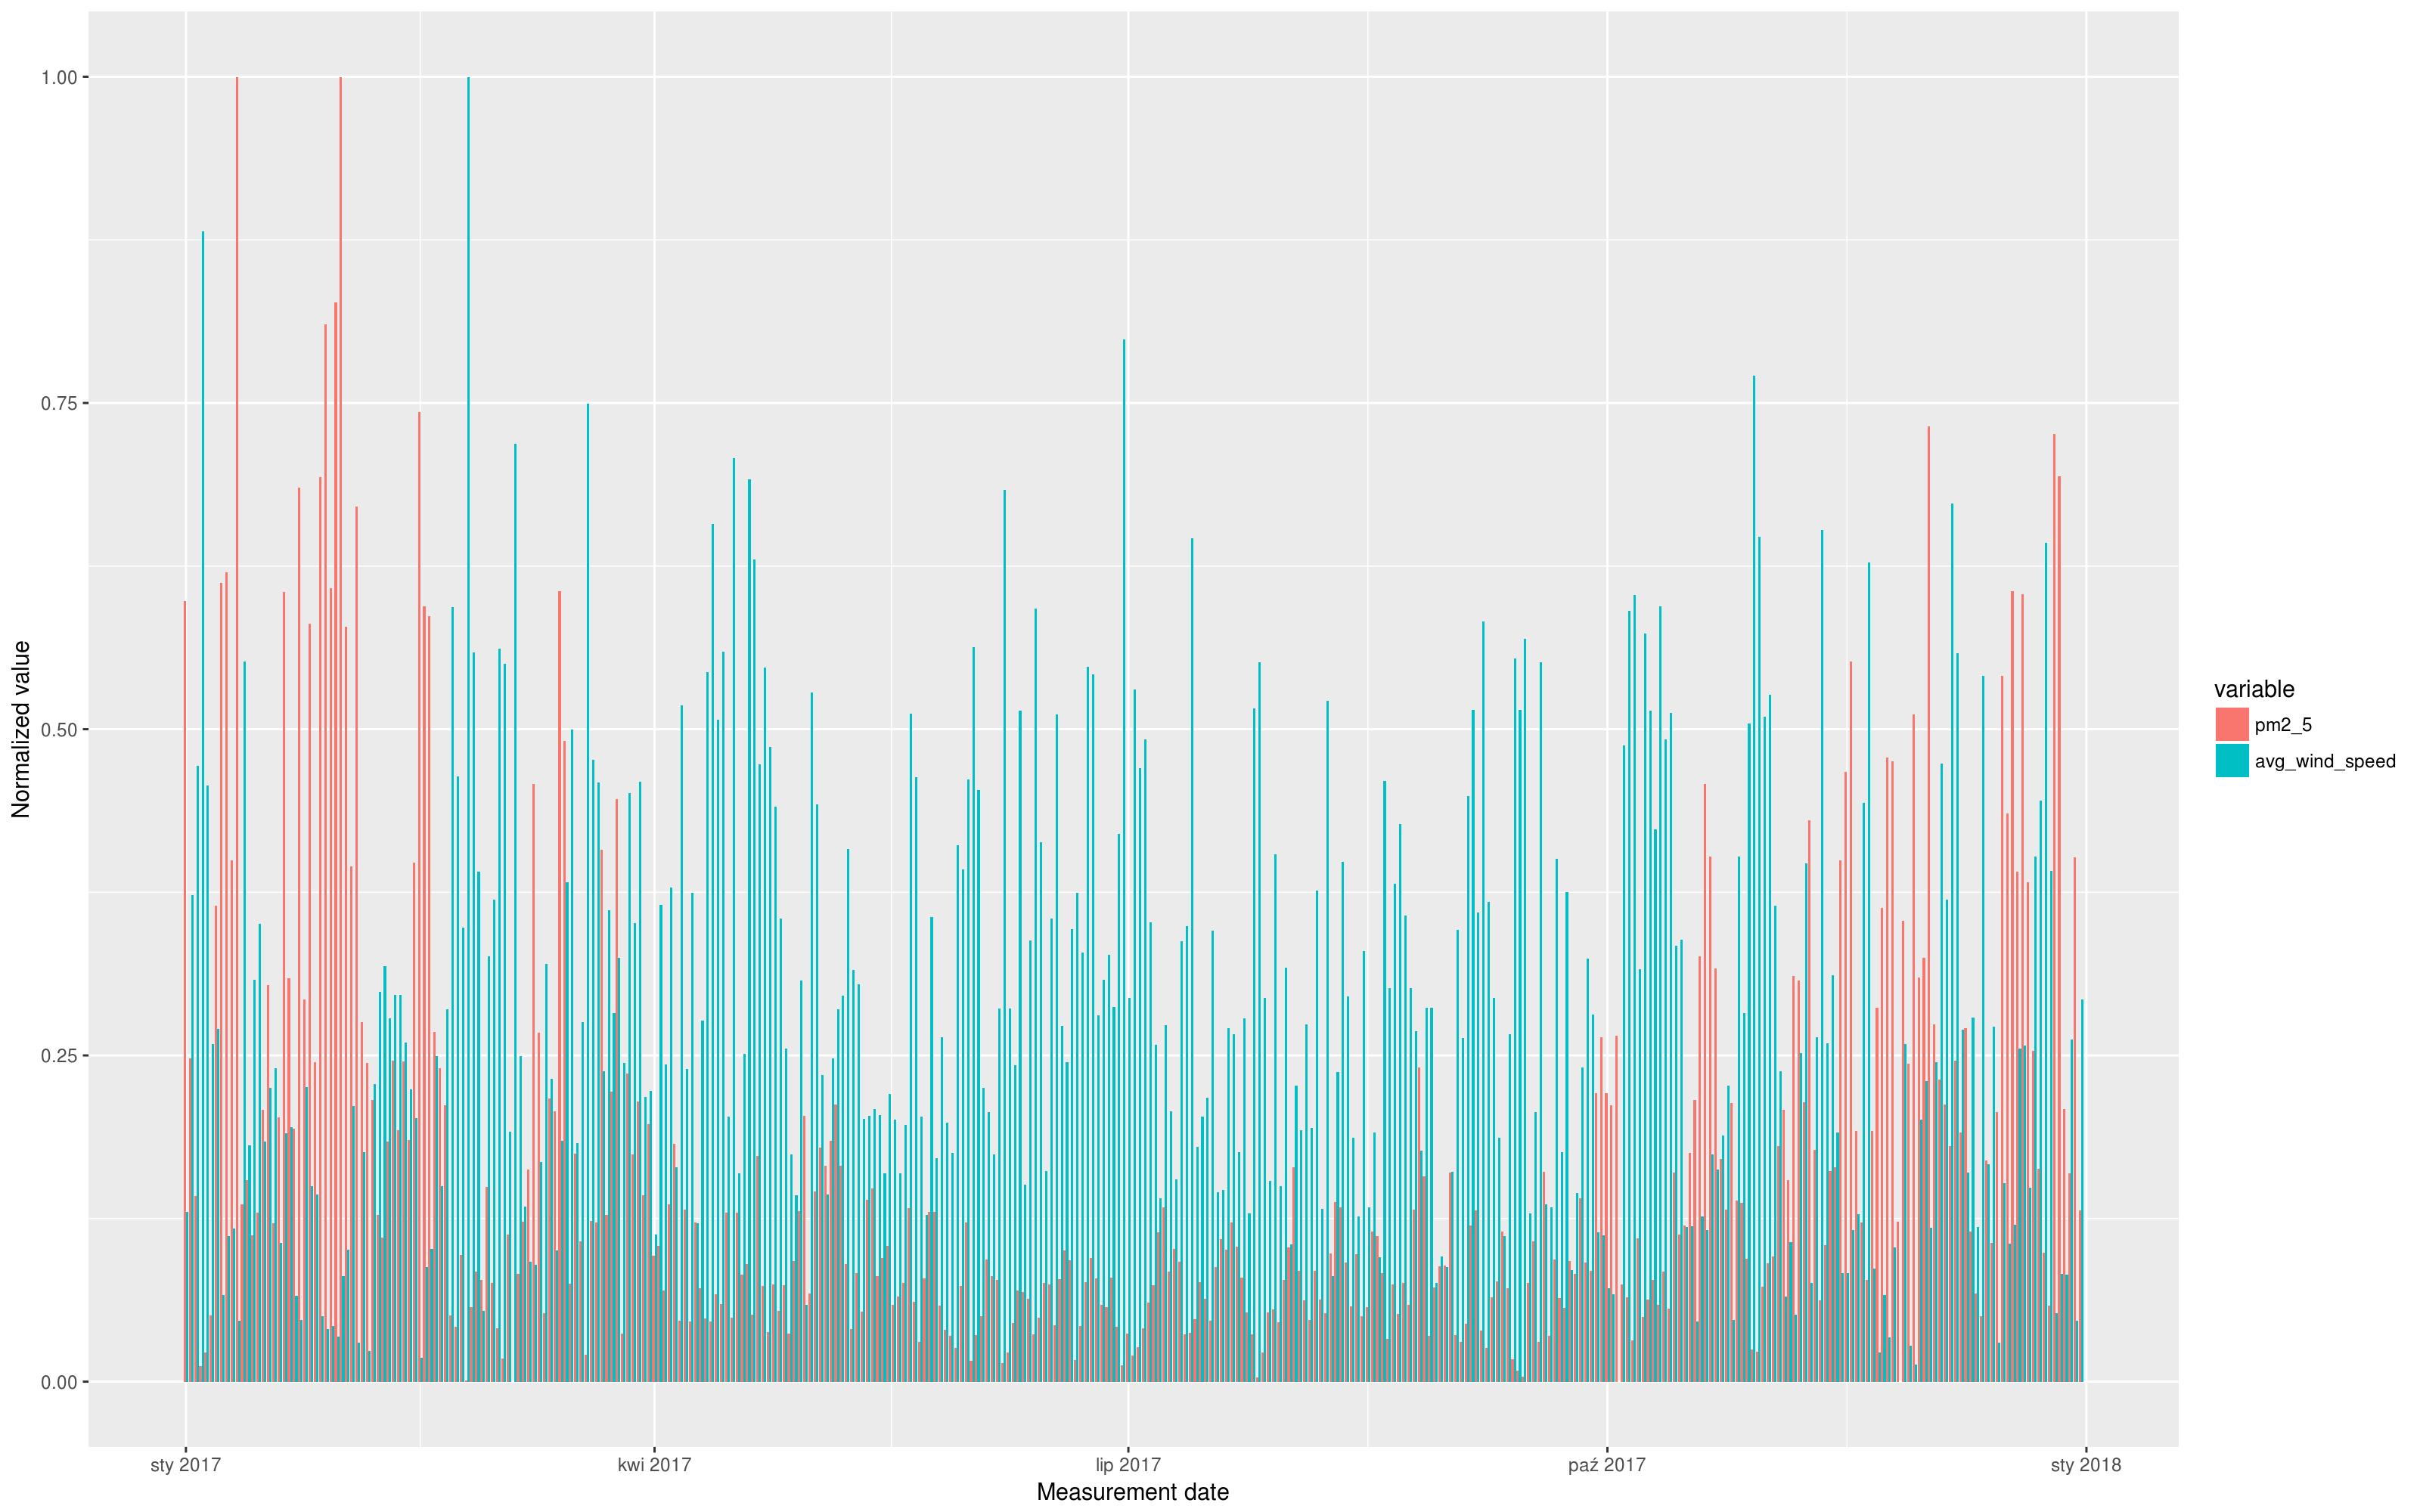 1.00
0.75
0.50
0.25
0.00
Normalized value
sty 2017
kwi 2017
lip 2017
paź 2017
sty 2018
Measurement date
variable
pm2_5
avg_wind_speed